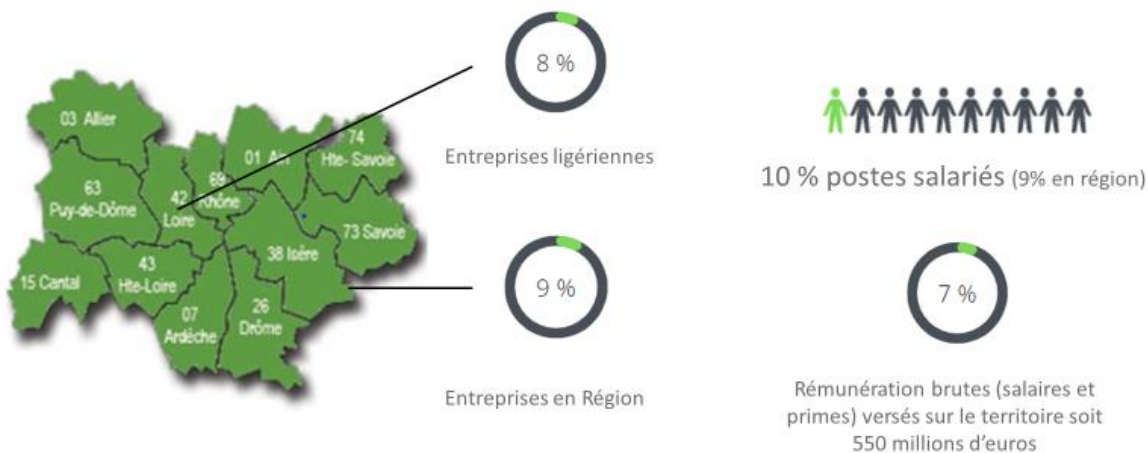 03 Allier
63
Puy-de-Dôme
42
Loire
69
Rhône
01 Ain
74
Hte- Savoie
73 Savoie
38 Isère
15 Cantal
43
Hte-Loire
07
Ardèche
26
Drôme
8 %
Entreprises ligériennes
9 %
Entreprises en Région
10 % postes salariés (9% en région)
7 %
Rémunération brutes (salaires et
primes) versés sur le territoire soit
550 millions d'euros